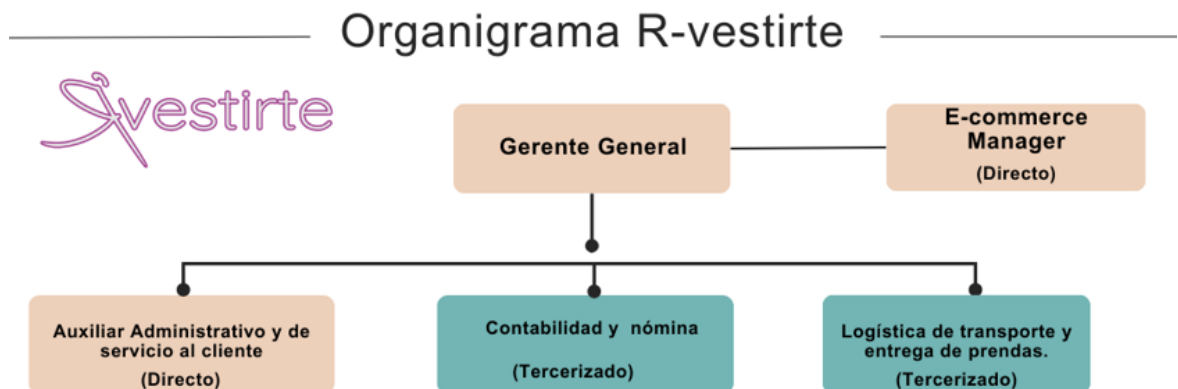 Organigrama R-vestirte
Rvestirte
Gerente General
E-commerce
Manager
(Directo)
Auxiliar Administrativo y de
servicio al cliente
(Directo)
Contabilidad y nómina
(Tercerizado)
Logística de transporte y
entrega de prendas.
(Tercerizado)